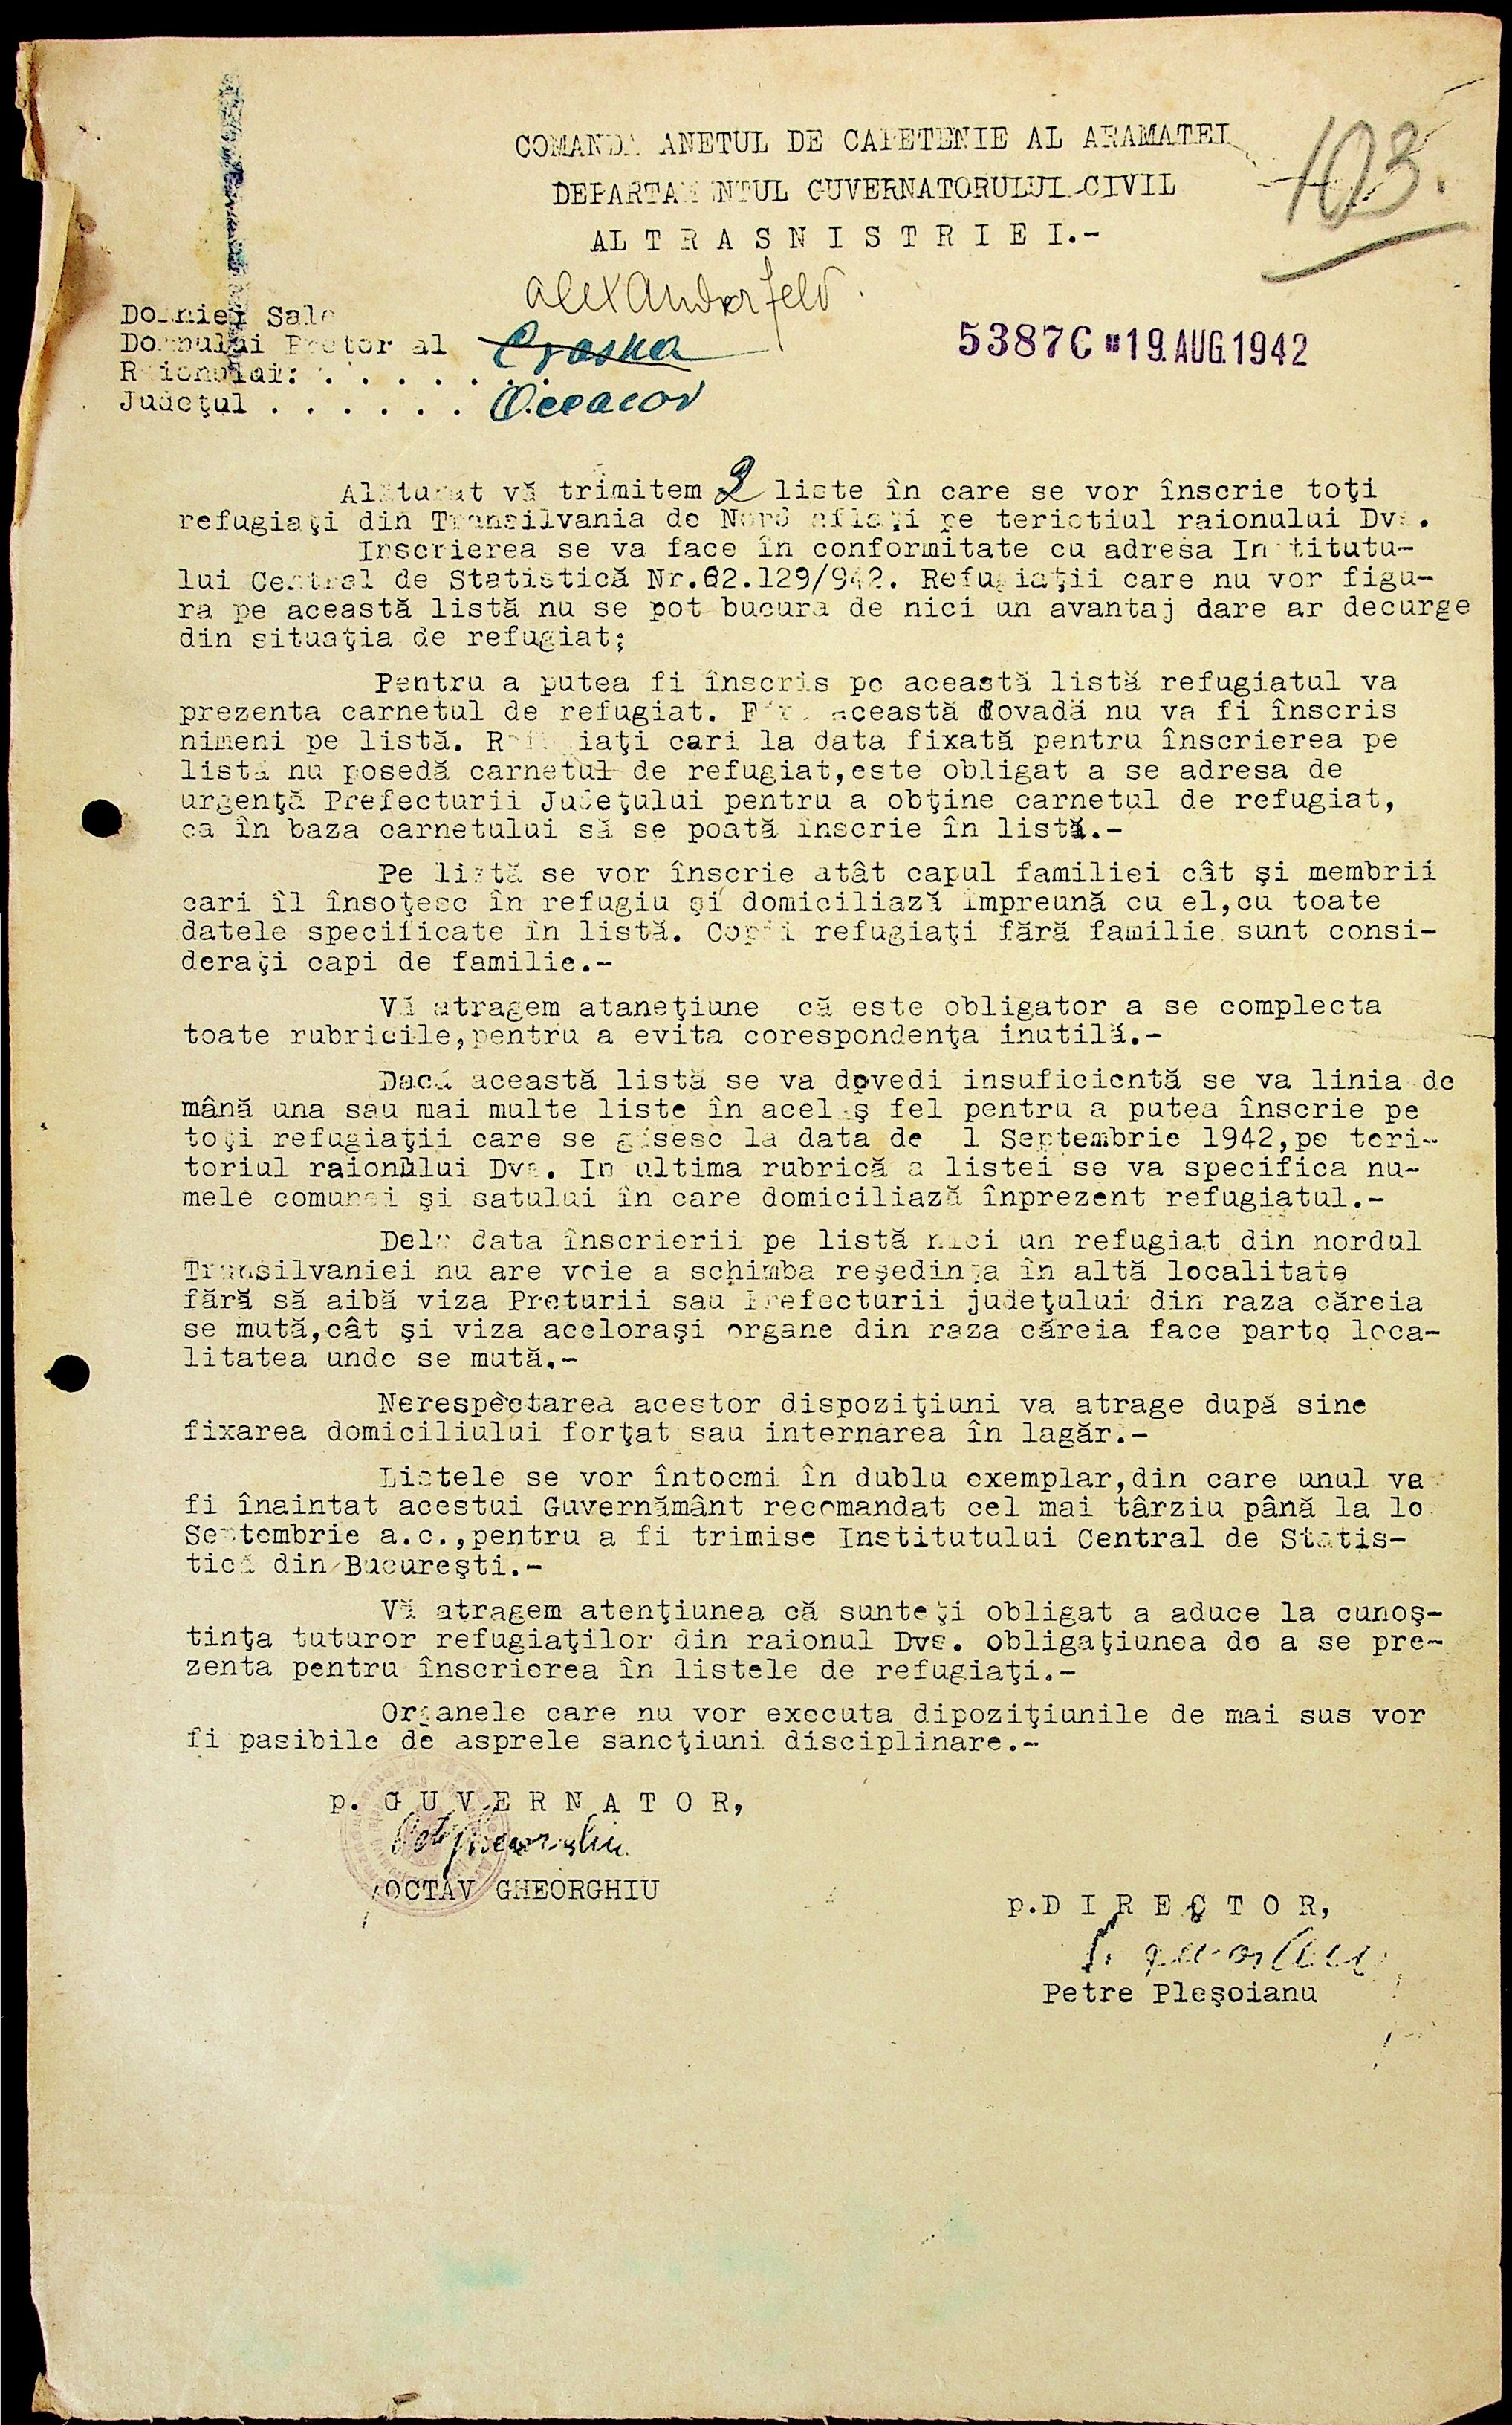 103.
COMANDA ANETUL DE CAPETENIE AL ARAMATEI
DEPARTAMENTUL GUVERNATORULUI CIVIL
AL T R A S N I S T R I E I.-
Alexanderfeld
Domniei Sale
Domnului Pretor al Crasna
Raionului: . . . . . . . .
Judeţul . . . . . . Oceacov
5387C * 19. AUG. 1942
Alăturat vă trimitem 2 liste în care se vor înscrie toţi
refugiaţi din Transilvania de Nord aflaţi pe terictiul raionului Dvs.
Inscrierea se va face în conformitate cu adresa Institutu-
lui Central de Statistică Nr.62.129/942. Refugiaţii care nu vor figu-
ra pe această listă nu se pot bucura de nici un avantaj dare ar decurge
din situaţia de refugiat;
Pentru a putea fi înscris pe această listă refugiatul va
prezenta carnetul de refugiat. Fără această dovadă nu va fi înscris
nimeni pe listă. Refugiaţi cari la data fixată pentru înscrierea pe
listă nu posedă carnetul de refugiat,este obligat a se adresa de
urgenţă Prefecturii Judeţului pentru a obţine carnetul de refugiat,
ca în baza carnetului să se poată înscrie în listă.-
Pe listă se vor înscrie atât capul familiei cât şi membrii
cari îl însoţesc în refugiu şi domiciliază împreună cu el,cu toate
datele specificate în listă. Copii refugiaţi fără familie sunt consi-
deraţi capi de familie.-
Vă atragem ataneţiune că este obligator a se complecta
toate rubricile,pentru a evita corespondenţa inutilă.-
Dacă această listă se va dovedi insuficientă se va linia de
mână una sau mai multe liste în acelaş fel pentru a putea înscrie pe
toţi refugiaţii care se găsesc la data de 1 Septembrie 1942,pe teri-
toriul raionului Dvs. In ultima rubrică a listei se va specifica nu-
mele comunei şi satului în care domiciliază înprezent refugiatul.-
Dela data înscrierii pe listă nici un refugiat din nordul
Transilvaniei nu are voie a schimba reşedinţa în altă localitate
fără să aibă viza Preturii sau Prefecturii judeţului din raza căreia
se mută,cât şi viza aceloraşi organe din raza căreia face parte loca-
litatea unde se mută.-
Nerespectarea acestor dispoziţiuni va atrage după sine
fixarea domiciliului forţat sau internarea în lagăr.-
Listele se vor întocmi în dublu exemplar,din care unul va
fi înaintat acestui Guvernământ recomandat cel mai târziu până la 10
Septembrie a.c.,pentru a fi trimise Institutului Central de Statis-
tică din Bucureşti.-
Vă atragem atenţiunea că sunteţi obligat a aduce la cunoş-
tinţa tuturor refugiaţilor din raionul Dvs. obligaţiunea de a se pre-
zenta pentru înscrierea în listele de refugiaţi.-
Organele care nu vor executa dipoziţiunile de mai sus vor
fi pasibile de asprele sancţiuni disciplinare.-
p. G U V E R N A T O R,
OCTAV GHEORGHIU
p.D I R E C T O R,
Petre Pleşoianu